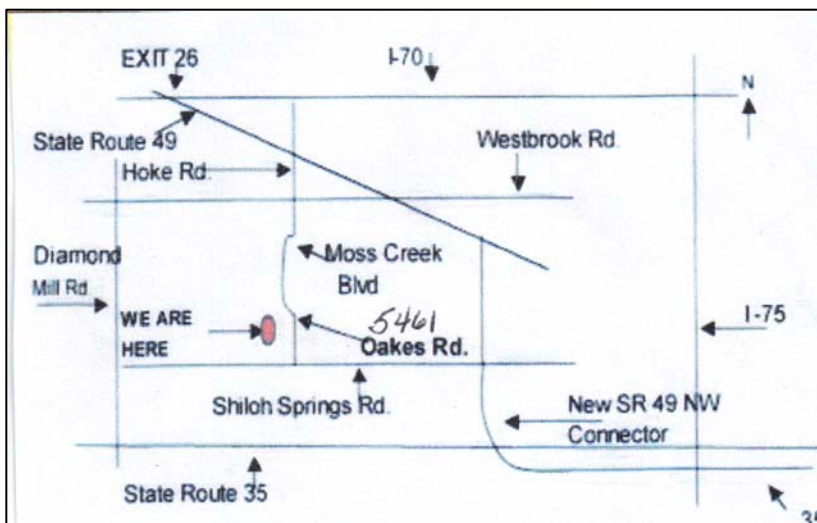 EXIT 26
I-70
N
State Route 49
Hoke Rd.
Westbrook Rd.
Diamond
Mill Rd.
Moss Creek
Blvd
WE ARE
HERE
5461
Oakes Rd.
I-75
Shiloh Springs Rd.
New SR 49 NW
Connector
State Route 35
35